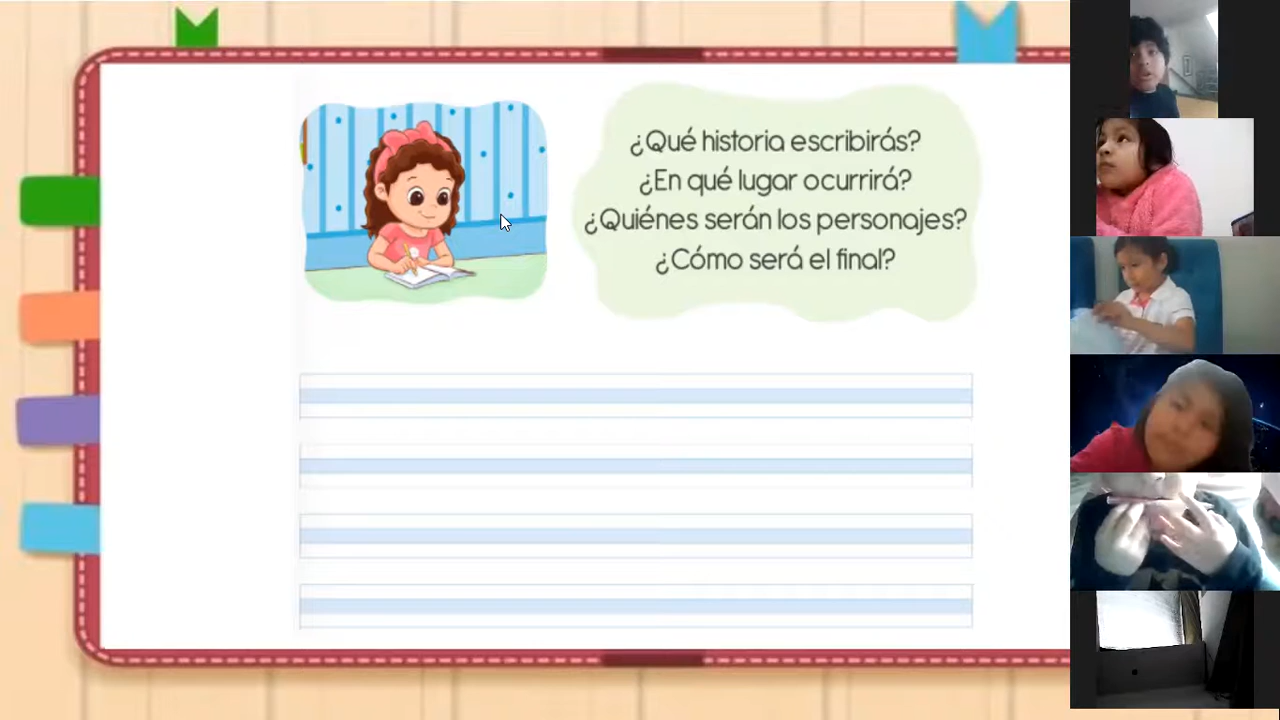 ¿Qué historia escribirás?
¿En qué lugar ocurrirá?
¿Quiénes serán los personajes?
¿Cómo será el final?